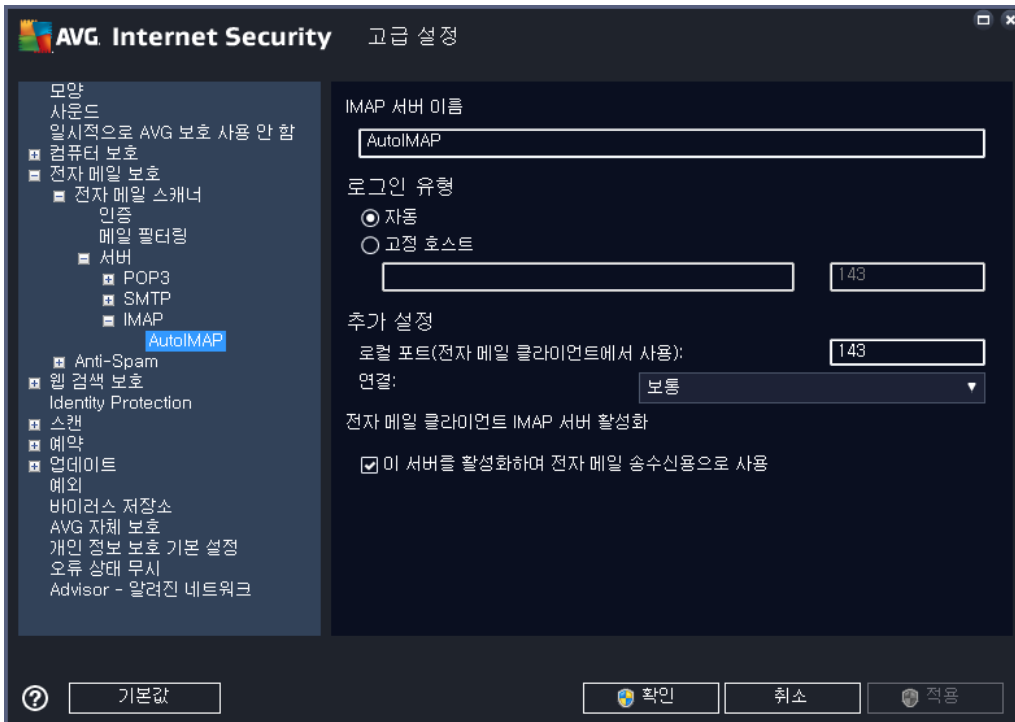 AVG. Internet Security 고급 설정
모양
사운드
일시적으로 AVG 보호 사용 안 함
컴퓨터 보호
전자 메일 보호
전자 메일 스캐너
인증
메일 필터링
서버
POP3
SMTP
IMAP
AutoIMAP
Anti-Spam
웹 검색 보호
Identity Protection
스캔
예약
업데이트
예외
바이러스 저장소
AVG 자체 보호
개인 정보 보호 기본 설정
오류 상태 무시
Advisor - 알려진 네트워크
IMAP 서버 이름
AutoIMAP
로그인 유형
자동
고정 호스트
143
추가 설정
로컬 포트(전자 메일 클라이언트에서 사용): 143
연결: 보통
전자 메일 클라이언트 IMAP 서버 활성화
이 서버를 활성화하여 전자 메일 송수신용으로 사용
? 기본값 확인 취소 적용